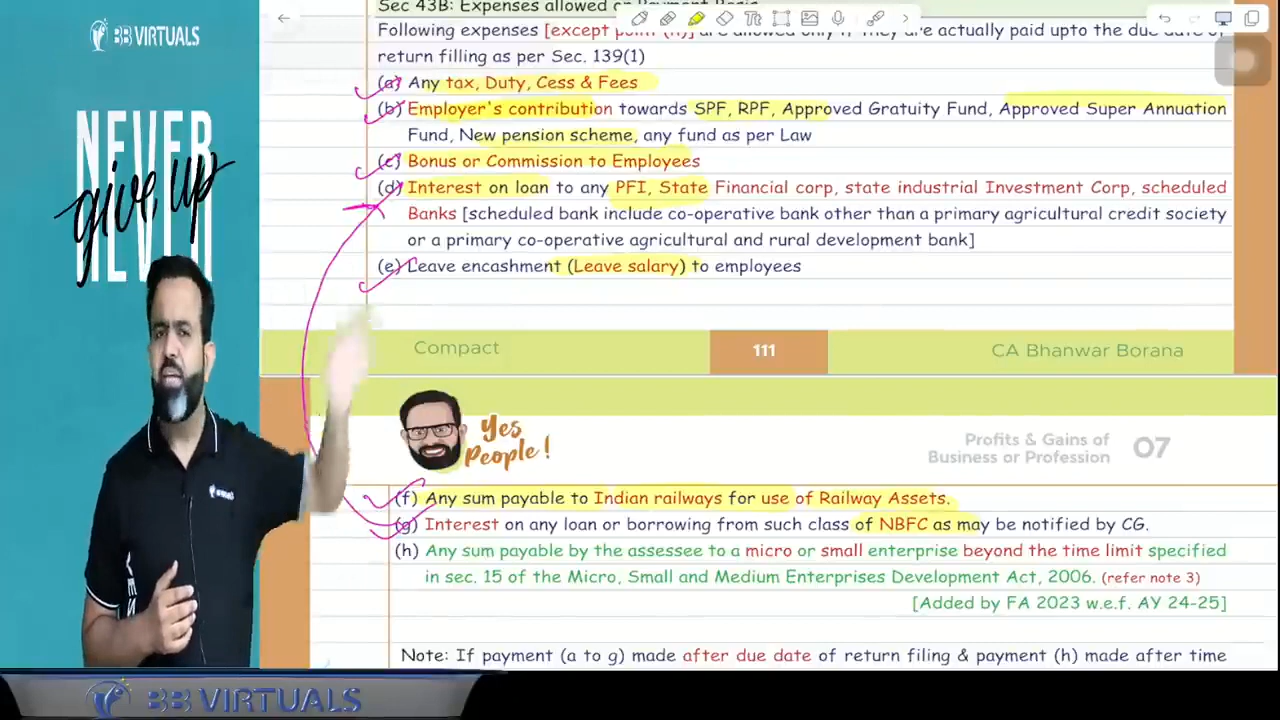 BB VIRTUALS
NEVER
give up
NEVER
Sec 43B: Expenses allowed on Payment Basis
Following expenses [except point (h)] are allowed only if they are actually paid upto the due date of
return filling as per Sec. 139(1)
(a) Any tax, Duty, Cess & Fees
(b) Employer's contribution towards SPF, RPF, Approved Gratuity Fund, Approved Super Annuation
Fund, New pension scheme, any fund as per Law
(c) Bonus or Commission to Employees
(d) Interest on loan to any PFI, State Financial corp, state industrial Investment Corp, scheduled
Banks [scheduled bank include co-operative bank other than a primary agricultural credit society
or a primary co-operative agricultural and rural development bank]
(e) Leave encashment (Leave salary) to employees
Compact 111 CA Bhanwar Borana
Yes
People!
Profits & Gains of
Business or Profession 07
(f) Any sum payable to Indian railways for use of Railway Assets.
(g) Interest on any loan or borrowing from such class of NBFC as may be notified by CG.
(h) Any sum payable by the assessee to a micro or small enterprise beyond the time limit specified
in sec. 15 of the Micro, Small and Medium Enterprises Development Act, 2006. (refer note 3)
[Added by FA 2023 w.e.f. AY 24-25]
Note: If payment (a to g) made after due date of return filing & payment (h) made after time
BB VIRTUALS